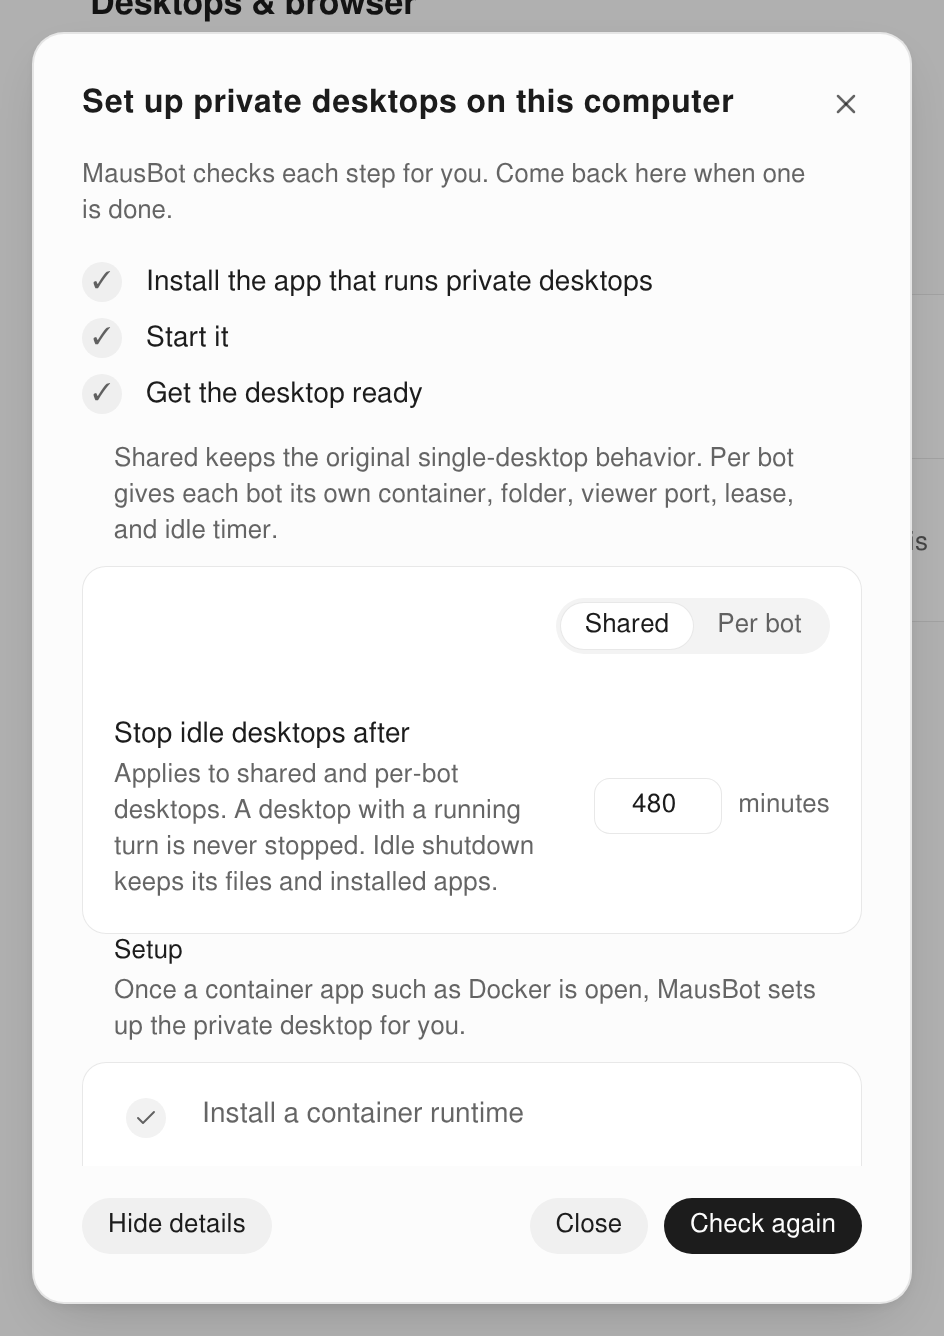 Desktops & browser
Set up private desktops on this computer
MausBot checks each step for you. Come back here when one
is done.
✓ Install the app that runs private desktops
✓ Start it
✓ Get the desktop ready
Shared keeps the original single-desktop behavior. Per bot
gives each bot its own container, folder, viewer port, lease,
and idle timer.
is
Shared Per bot
Stop idle desktops after
Applies to shared and per-bot
desktops. A desktop with a running
turn is never stopped. Idle shutdown
keeps its files and installed apps.
480 minutes
Setup
Once a container app such as Docker is open, MausBot sets
up the private desktop for you.
✓ Install a container runtime
Hide details Close Check again